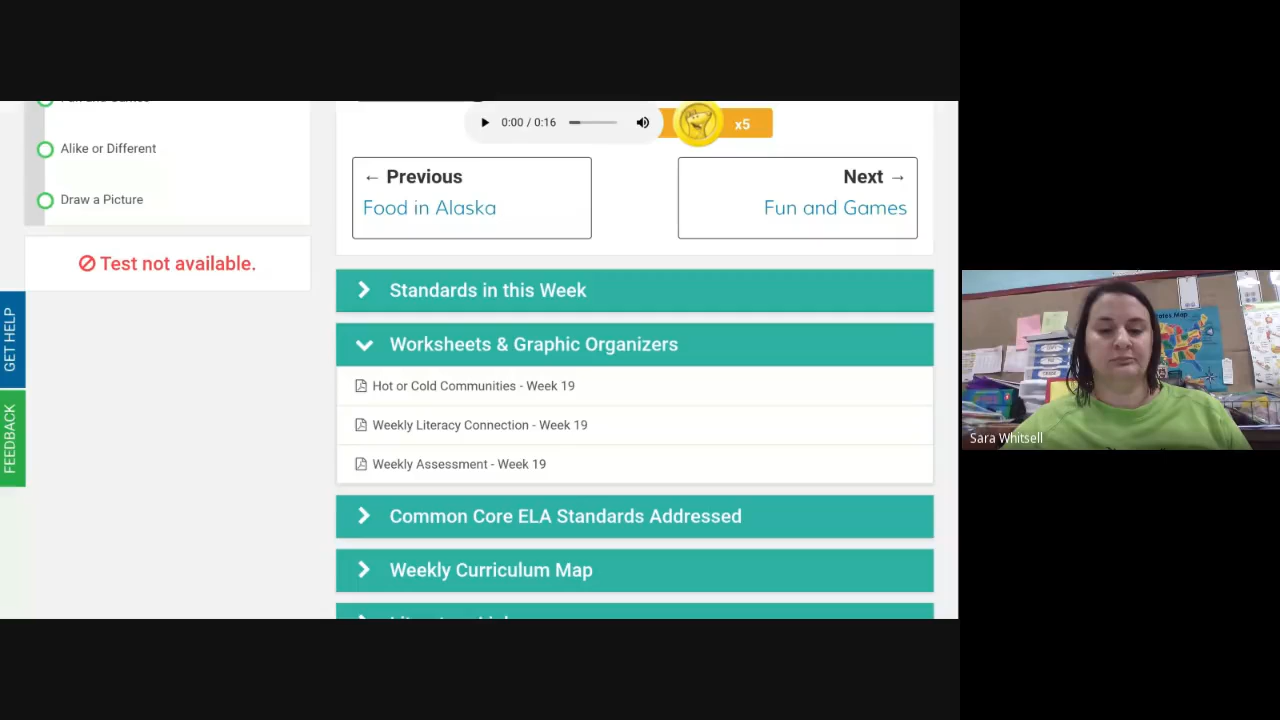 0:00 / 0:16
x5
Alike or Different
Draw a Picture
Test not available.
← Previous
Food in Alaska
Next →
Fun and Games
Standards in this Week
Worksheets & Graphic Organizers
Hot or Cold Communities - Week 19
Weekly Literacy Connection - Week 19
Weekly Assessment - Week 19
Common Core ELA Standards Addressed
Weekly Curriculum Map
GET HELP
FEEDBACK
Sara Whitsell